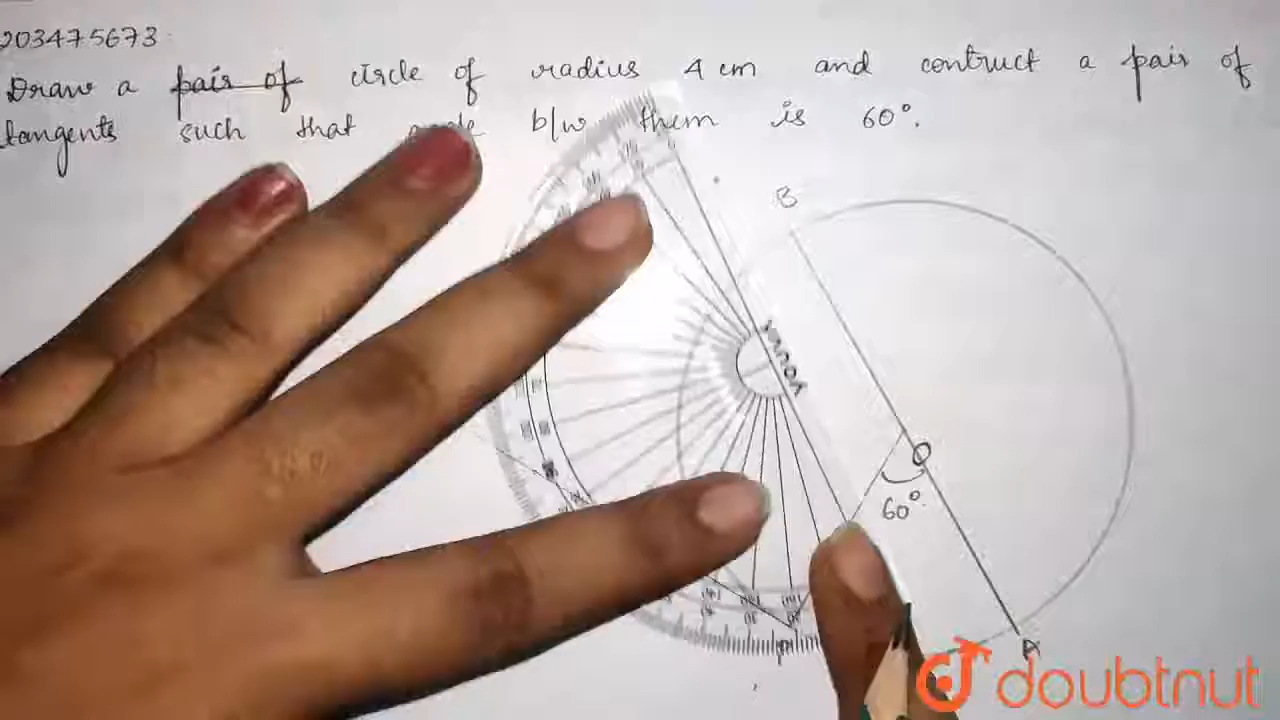 203475673
Draw a pair of circle of radius 4 cm and contruct a pair of
tangents such that b/w them is 60°.
B
O
60°
P
A
doubtnut